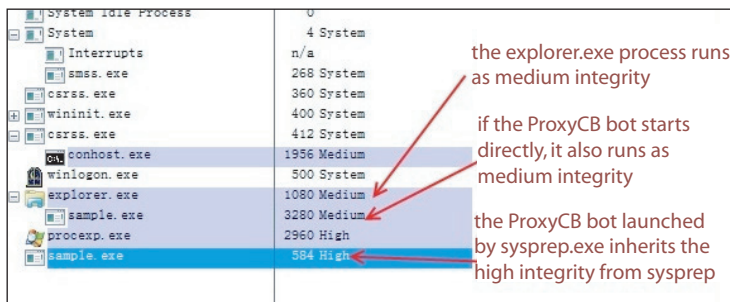 System Idle Process 0
System 4 System
Interrupts n/a
smss.exe 268 System
csrss.exe 360 System
wininit.exe 400 System
csrss.exe 412 System
conhost.exe 1956 Medium
winlogon.exe 500 System
explorer.exe 1080 Medium
sample.exe 3280 Medium
procexp.exe 2960 High
sample.exe 584 High
the explorer.exe process runs
as medium integrity
if the ProxyCB bot starts
directly, it also runs as
medium integrity
the ProxyCB bot launched
by sysprep.exe inherits the
high integrity from sysprep